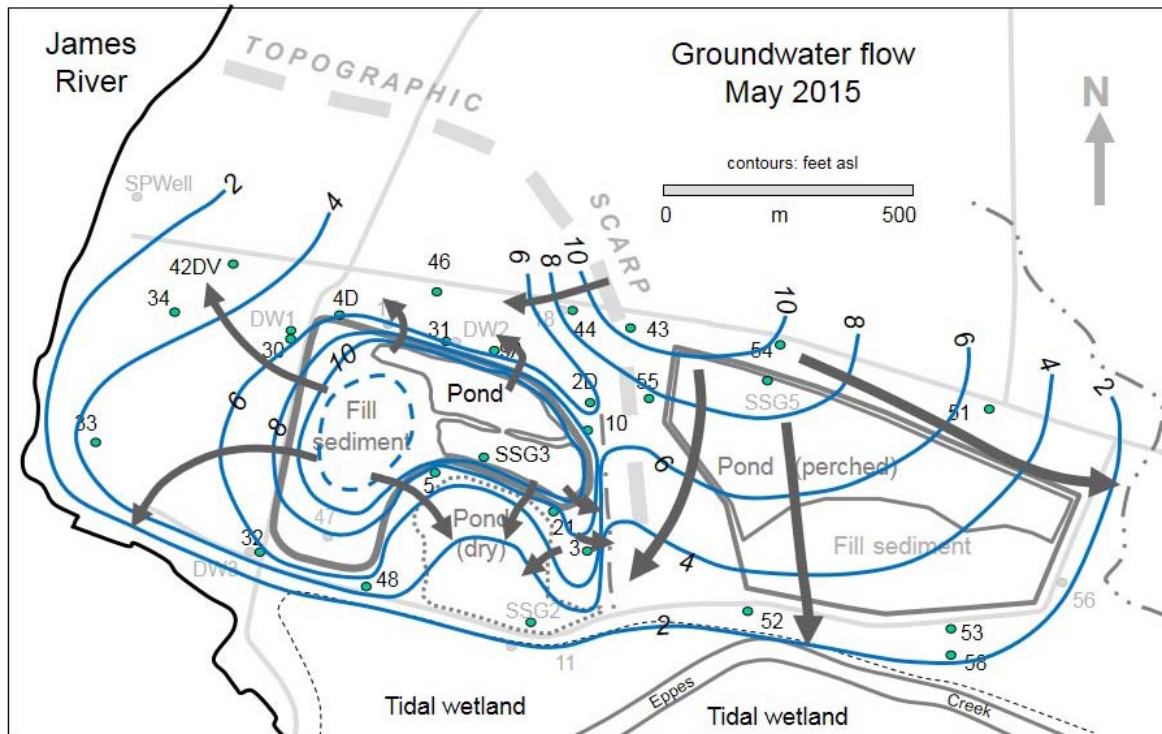 James
River
TOPOGRAPHIC
SCARP
Groundwater flow
May 2015
contours: feet asl
0 m 500
N
SPWell
2
4
42DV
34
DW1
30
4D
46
31
DW2
6
8
10
18
44
43
10
8
6
4
2
54
SSG5
55
2D
10
51
33
6
8
10
Fill
sediment
Pond
SSG3
5
6
Pond (perched)
Fill sediment
47
Pond
(dry)
21
3
4
32
DW3
48
SSG2
11
2
52
53
58
56
Tidal wetland
Eppes
Creek
Tidal wetland